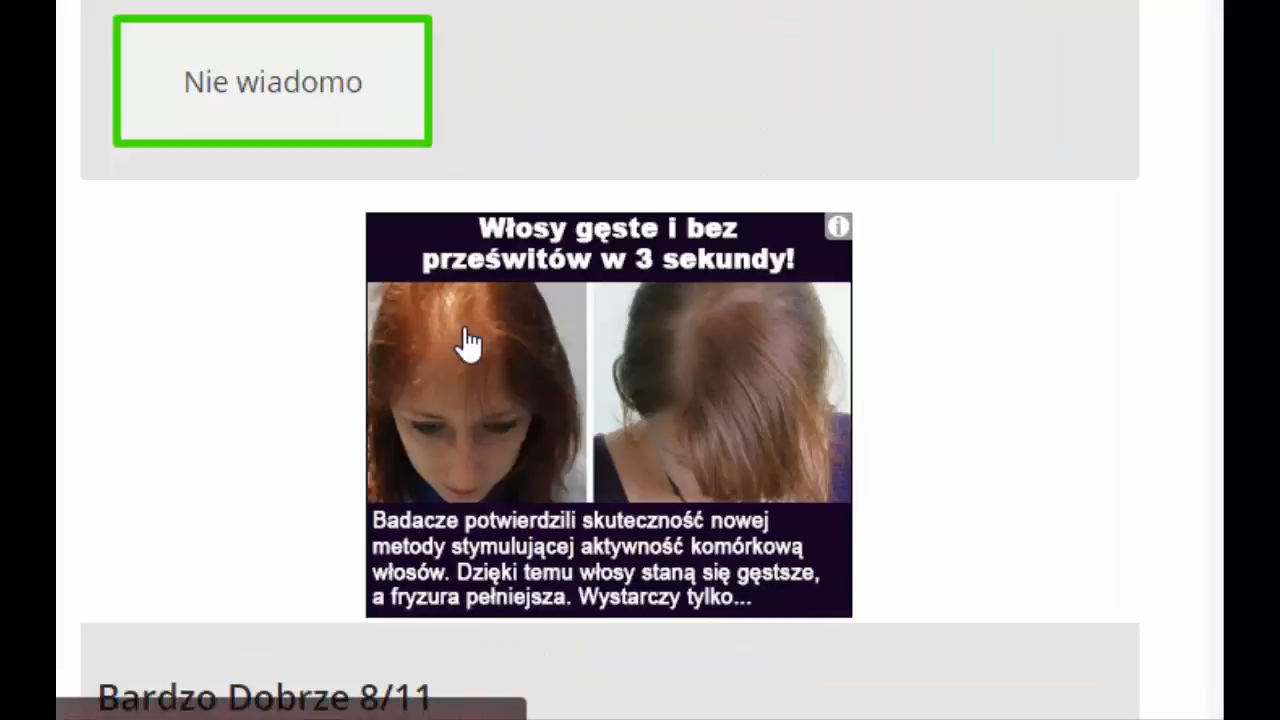 Nie wiadomo
Włosy gęste i bez
prześwitów w 3 sekundy!
Badacze potwierdzili skuteczność nowej
metody stymulującej aktywność komórkową
włosów. Dzięki temu włosy staną się gęstsze,
a fryzura pełniejsza. Wystarczy tylko...
Bardzo Dobrze 8/11